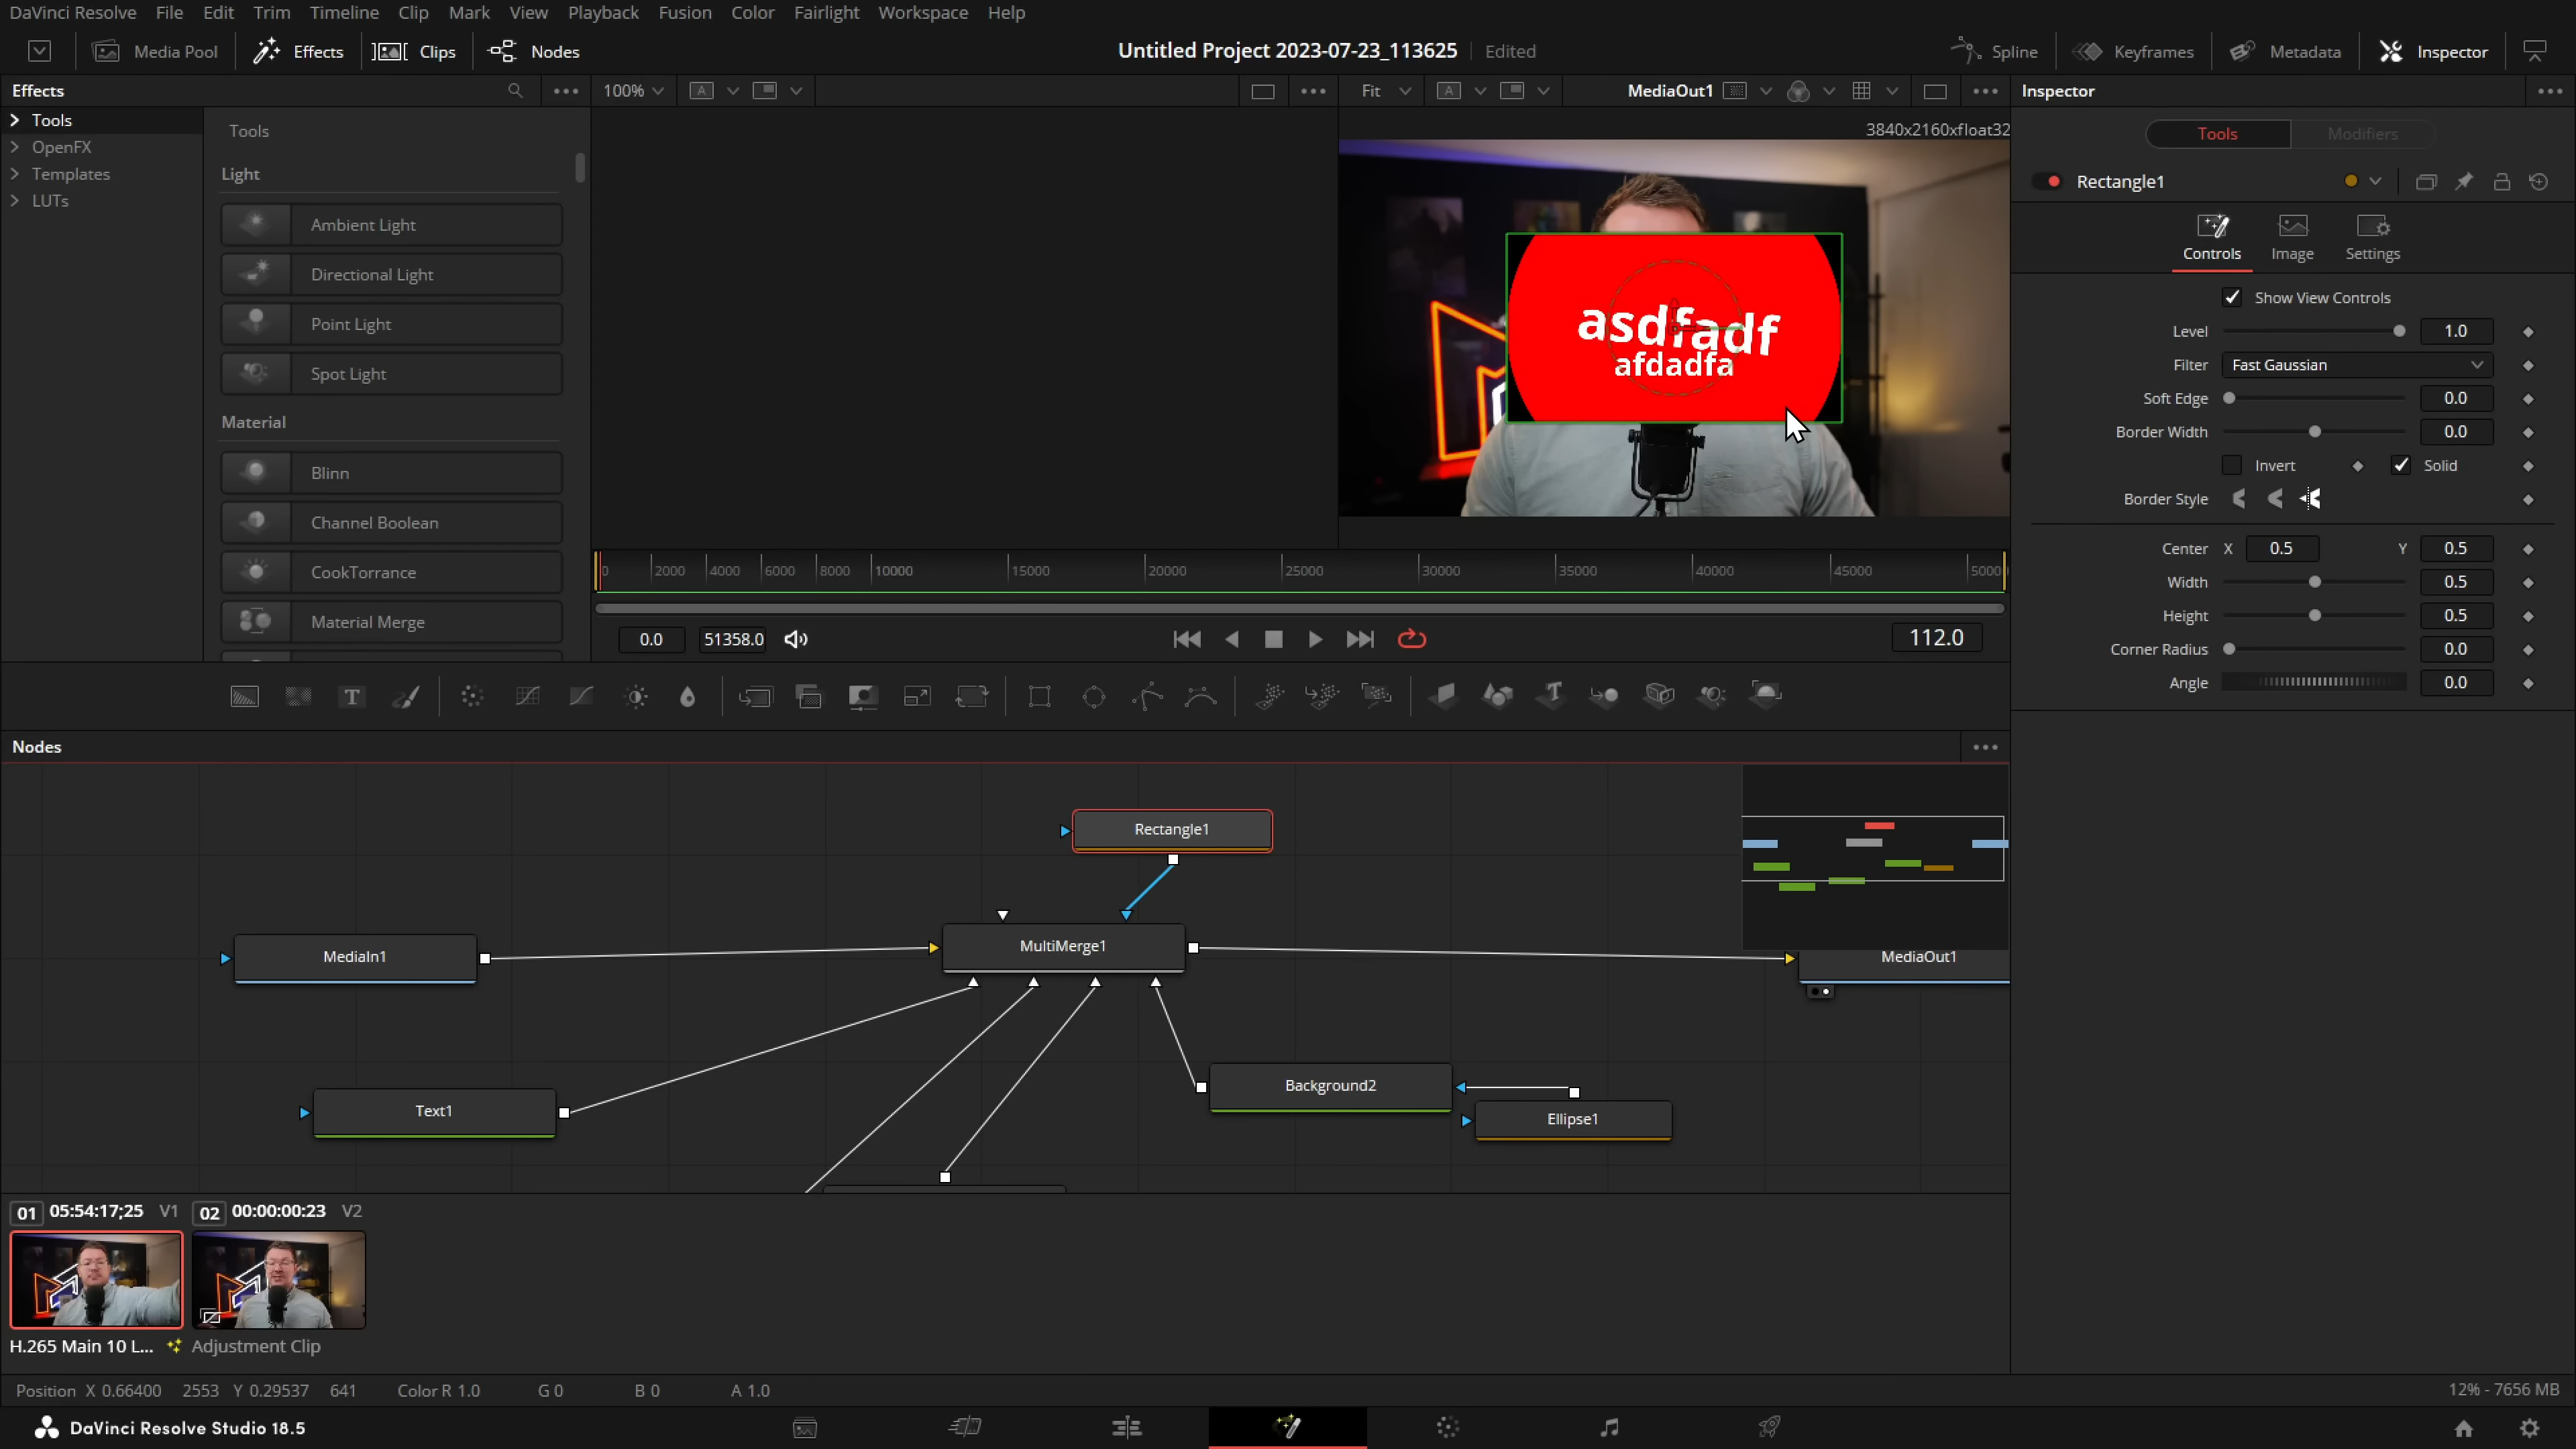 DaVinci Resolve File Edit Trim Timeline Clip Mark View Playback Fusion Color Fairlight Workspace Help
Media Pool Effects Clips Nodes Untitled Project 2023-07-23_113625 Edited Spline Keyframes Metadata Inspector
Effects 100% A Fit A MediaOut1 Inspector
Tools
OpenFX
Templates
LUTs
Tools
Light
Ambient Light
Directional Light
Point Light
Spot Light
Material
Blinn
Channel Boolean
CookTorrance
Material Merge
3840x2160xfloat32
asdfadf
afdadfa
0 2000 4000 6000 8000 10000 15000 20000 25000 30000 35000 40000 45000 5000
0.0 51358.0 112.0
Tools Modifiers
Rectangle1
Controls Image Settings
Show View Controls
Level 1.0
Filter Fast Gaussian
Soft Edge 0.0
Border Width 0.0
Invert Solid
Border Style
Center X 0.5 Y 0.5
Width 0.5
Height 0.5
Corner Radius 0.0
Angle 0.0
T
T
Nodes
Rectangle1
MultiMerge1
MediaIn1
MediaOut1
Background2
Text1
Ellipse1
01 05:54:17;25 V1 02 00:00:00:23 V2
H.265 Main 10 L... Adjustment Clip
Position X 0.66400 2553 Y 0.29537 641 Color R 1.0 G 0 B 0 A 1.0 12% - 7656 MB
DaVinci Resolve Studio 18.5